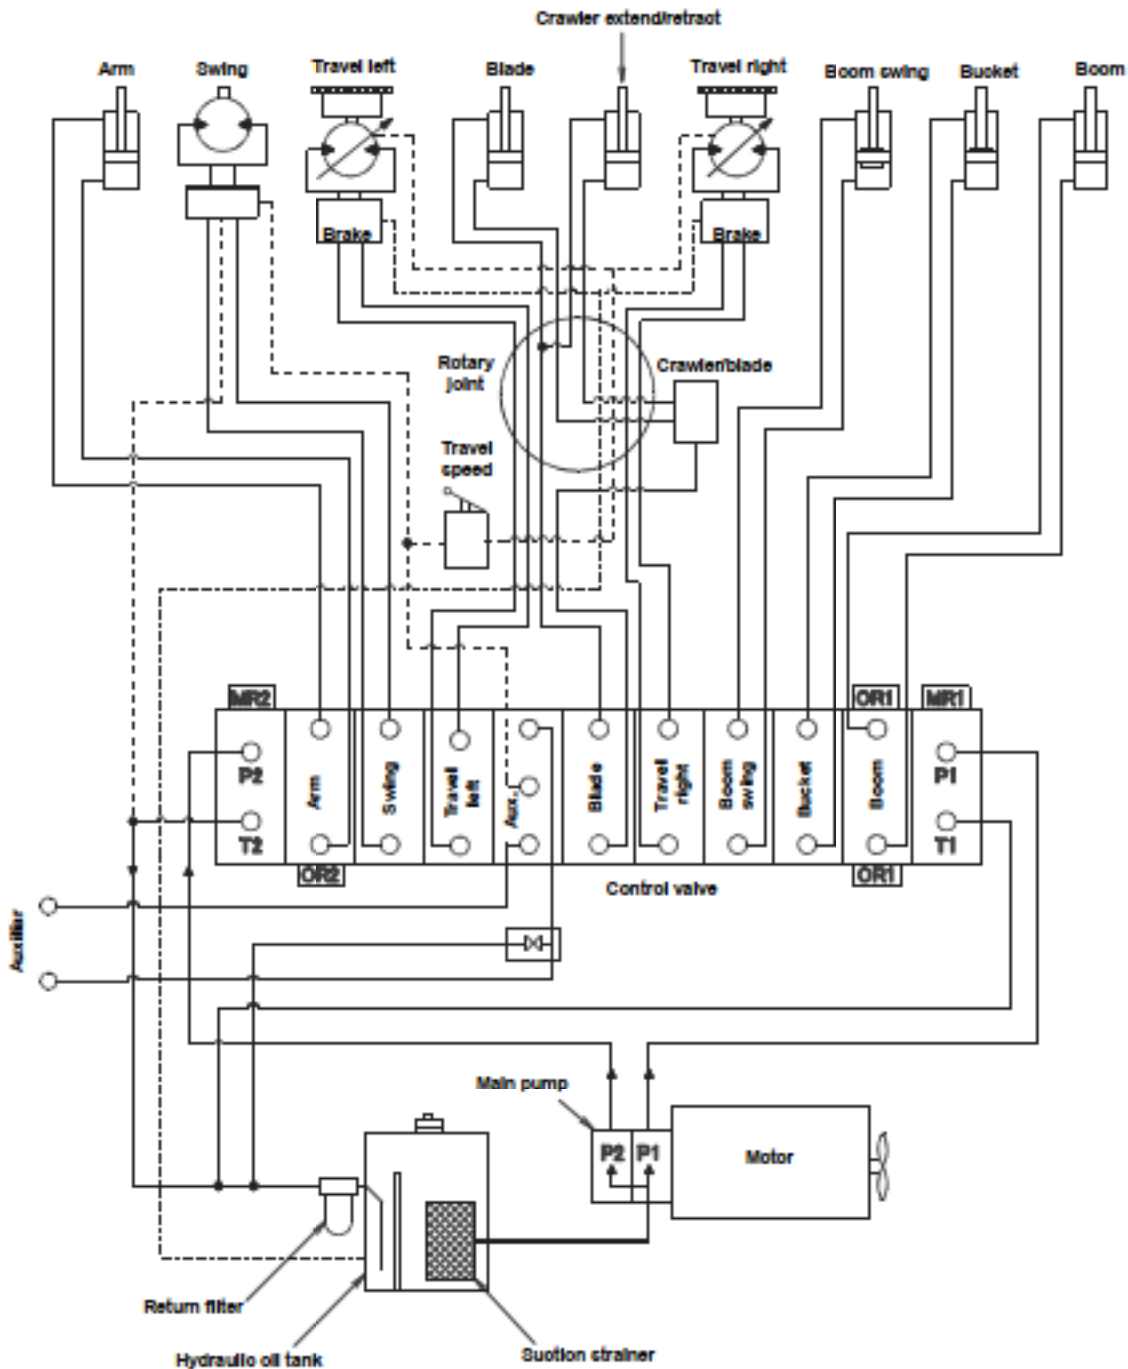 Crawler extend/retract
Arm
Swing
Travel left
Blade
Travel right
Boom swing
Bucket
Boom
Brake
Brake
Rotary
joint
Crawler/blade
Travel
speed
MR2
OR1
MR1
P2
T2
Arm
Swing
Travel
left
Aux.
Blade
Travel
right
Boom
swing
Bucket
Boom
P1
T1
OR2
OR1
Control valve
Auxiliar
Main pump
P2
P1
Motor
Return filter
Hydraulic oil tank
Suction strainer